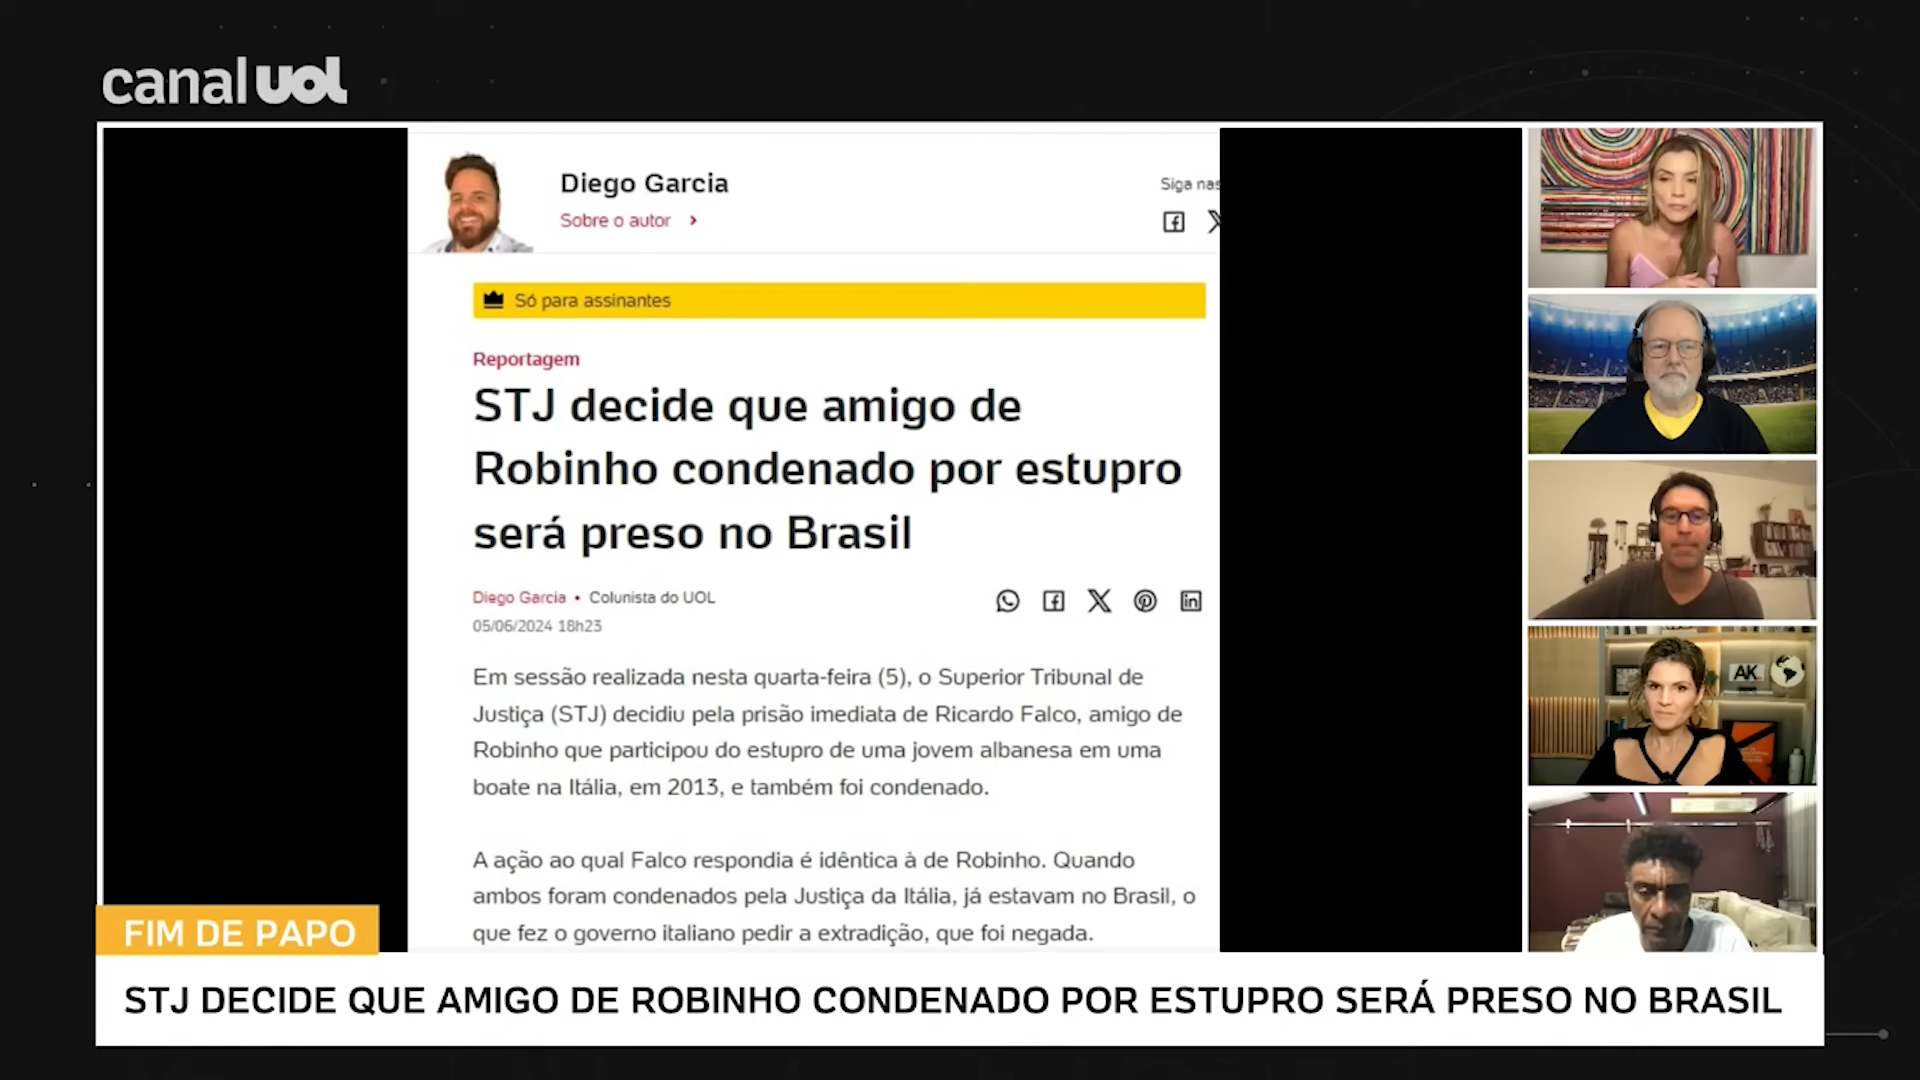 canal uol
Diego Garcia
Sobre o autor
Siga nas
Só para assinantes
Reportagem
STJ decide que amigo de
Robinho condenado por estupro
será preso no Brasil
Diego Garcia • Colunista do UOL
05/06/2024 18h23
Em sessão realizada nesta quarta-feira (5), o Superior Tribunal de
Justiça (STJ) decidiu pela prisão imediata de Ricardo Falco, amigo de
Robinho que participou do estupro de uma jovem albanesa em uma
boate na Itália, em 2013, e também foi condenado.
A ação ao qual Falco respondia é idêntica à de Robinho. Quando
ambos foram condenados pela Justiça da Itália, já estavam no Brasil, o
que fez o governo italiano pedir a extradição, que foi negada.
AK
FIM DE PAPO
STJ DECIDE QUE AMIGO DE ROBINHO CONDENADO POR ESTUPRO SERÁ PRESO NO BRASIL